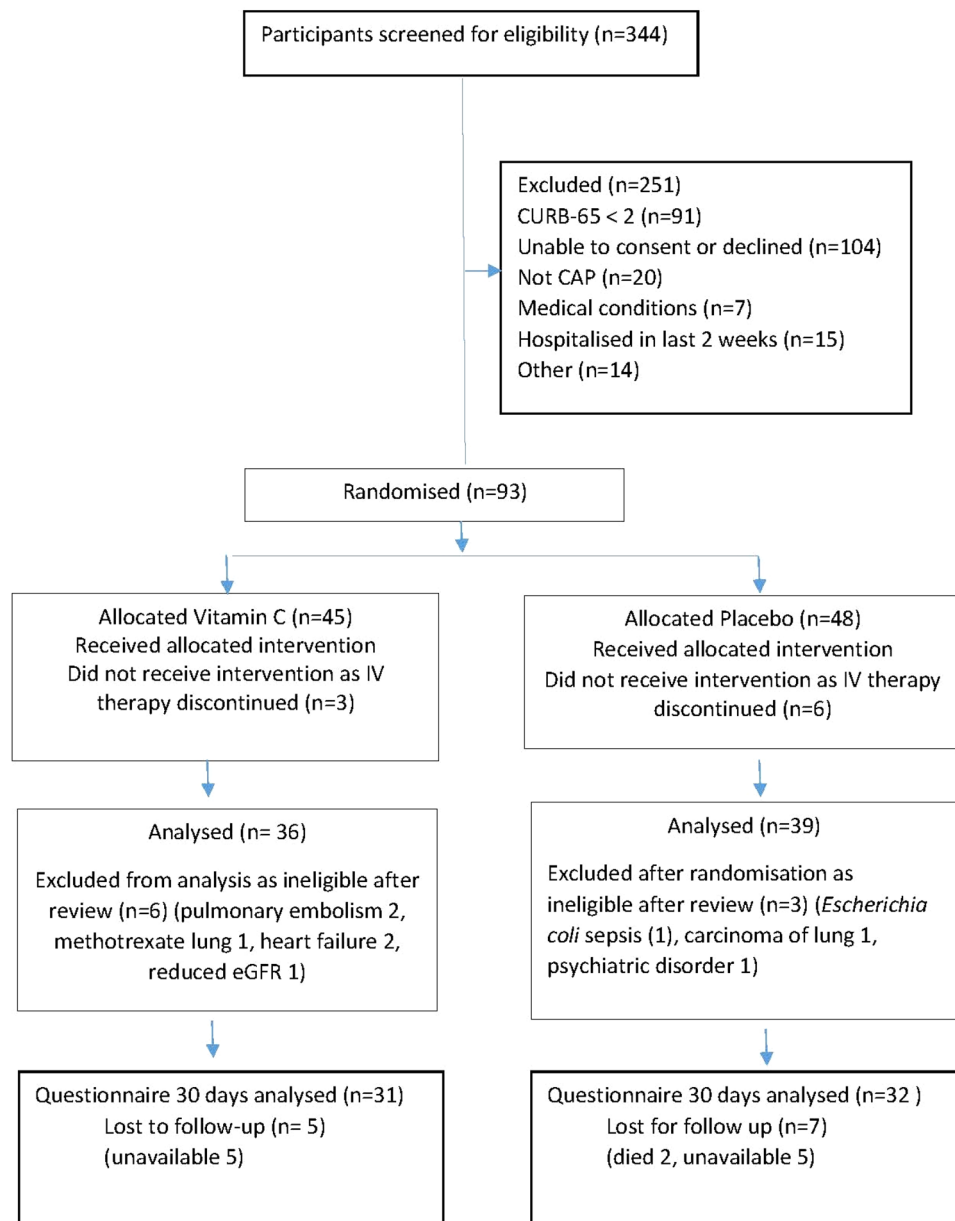 Participants screened for eligibility (n=344)
Excluded (n=251)
CURB-65 < 2 (n=91)
Unable to consent or declined (n=104)
Not CAP (n=20)
Medical conditions (n=7)
Hospitalised in last 2 weeks (n=15)
Other (n=14)
Randomised (n=93)
Allocated Vitamin C (n=45)
Received allocated intervention
Did not receive intervention as IV
therapy discontinued (n=3)
Allocated Placebo (n=48)
Received allocated intervention
Did not receive intervention as IV therapy
discontinued (n=6)
Analysed (n= 36)
Excluded from analysis as ineligible after
review (n=6) (pulmonary embolism 2,
methotrexate lung 1, heart failure 2,
reduced eGFR 1)
Analysed (n=39)
Excluded after randomisation as
ineligible after review (n=3) (Escherichia
coli sepsis (1), carcinoma of lung 1,
psychiatric disorder 1)
Questionnaire 30 days analysed (n=31)
Lost to follow-up (n= 5)
(unavailable 5)
Questionnaire 30 days analysed (n=32 )
Lost for follow up (n=7)
(died 2, unavailable 5)